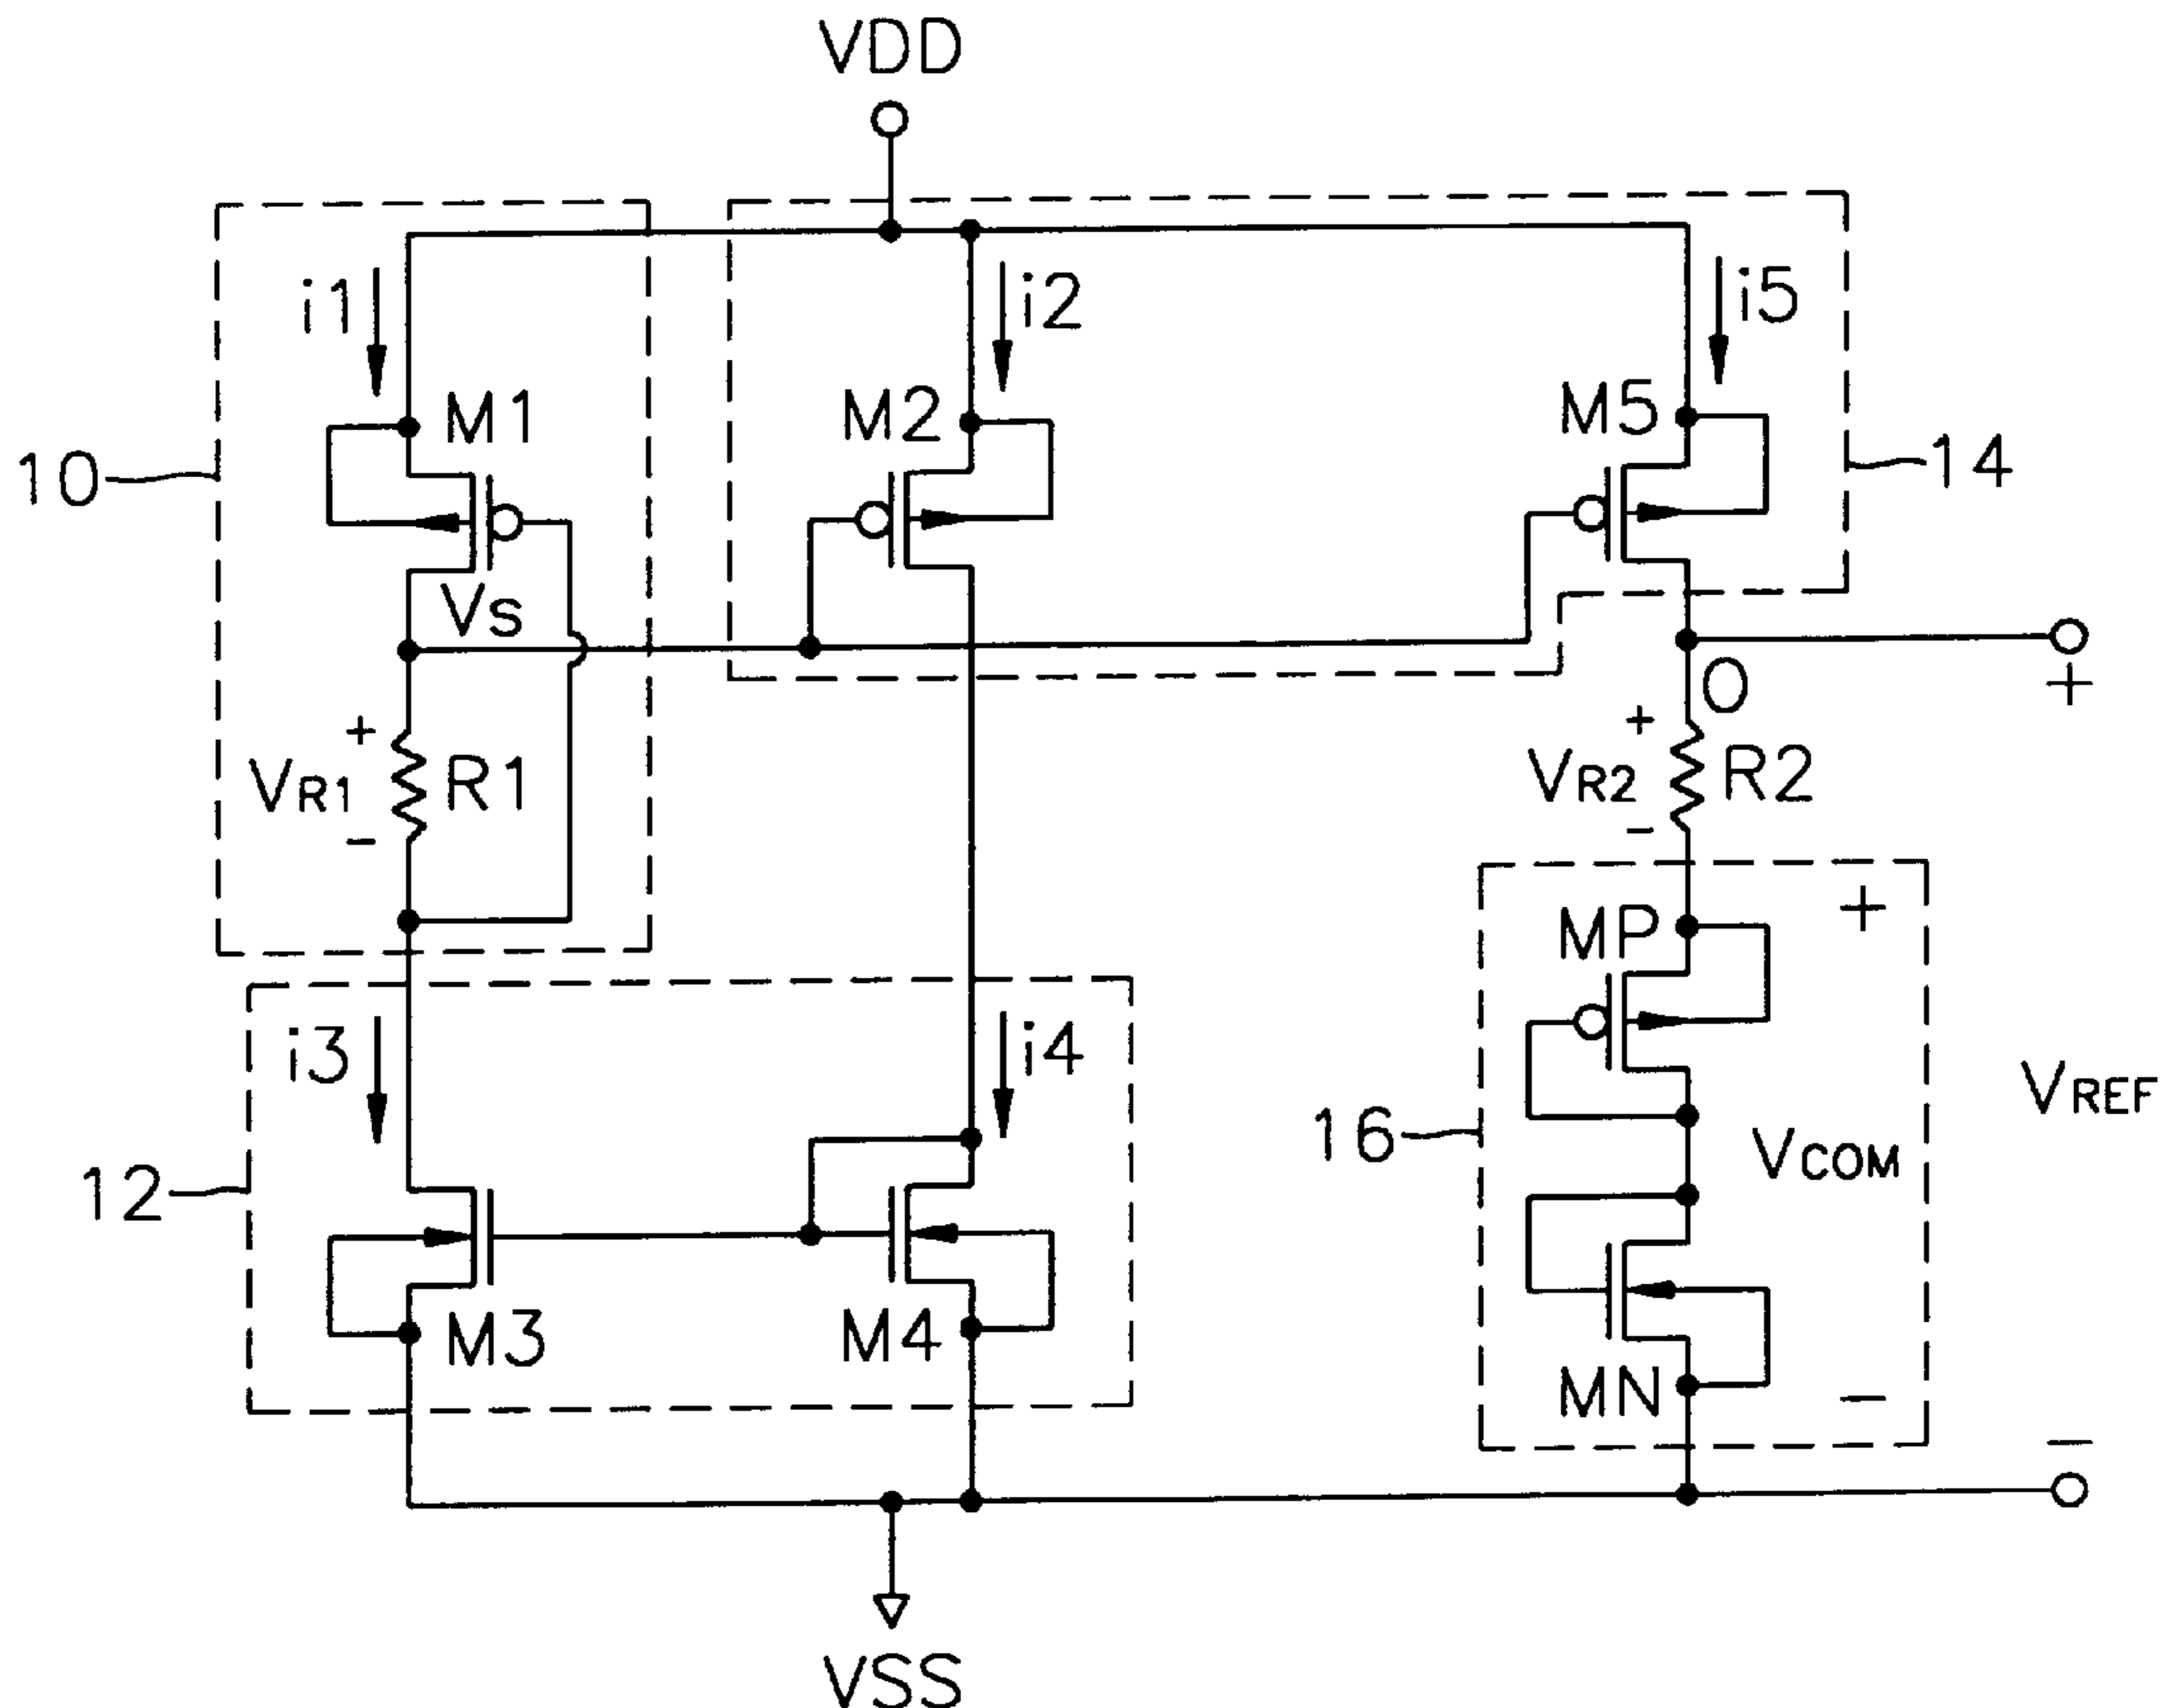 VDD
i1
i2
i5
M1
M2
M5
10
14
Vs
O
+
+
+
VR1
R1
VR2
R2
-
-
MP
+
i3
i4
VREF
16
VCOM
12
M3
M4
MN
-
-
VSS